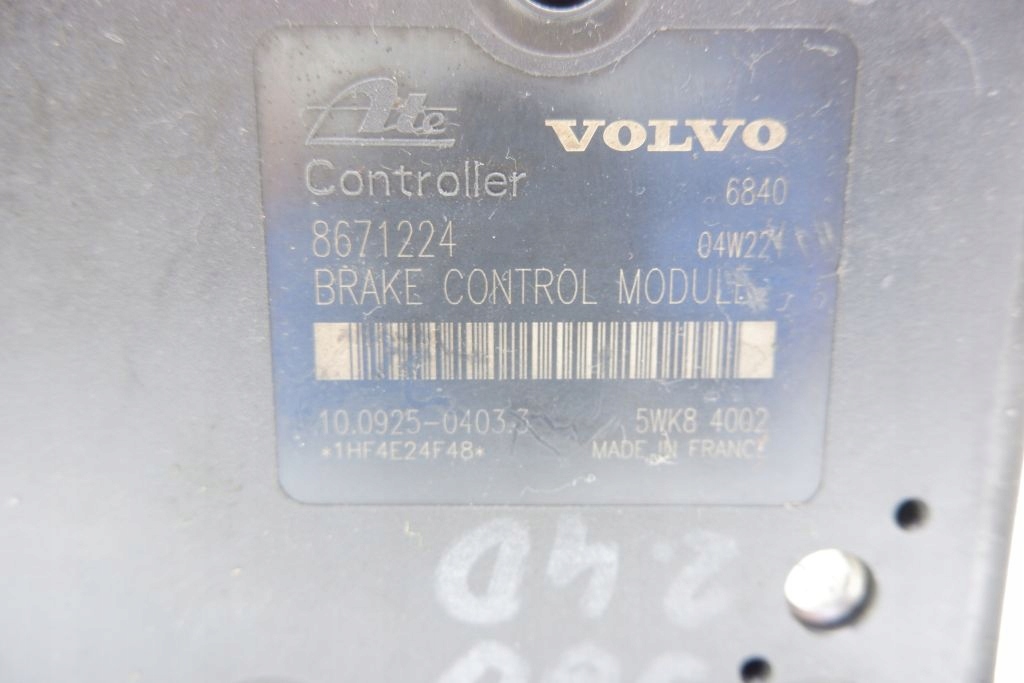 Ate VOLVO
Controller 6840
8671224 04W221
BRAKE CONTROL MODULE
10.0925-0403.3 5WK8 4002
*1HF4E24F48* MADE IN FRANCE
2.4D